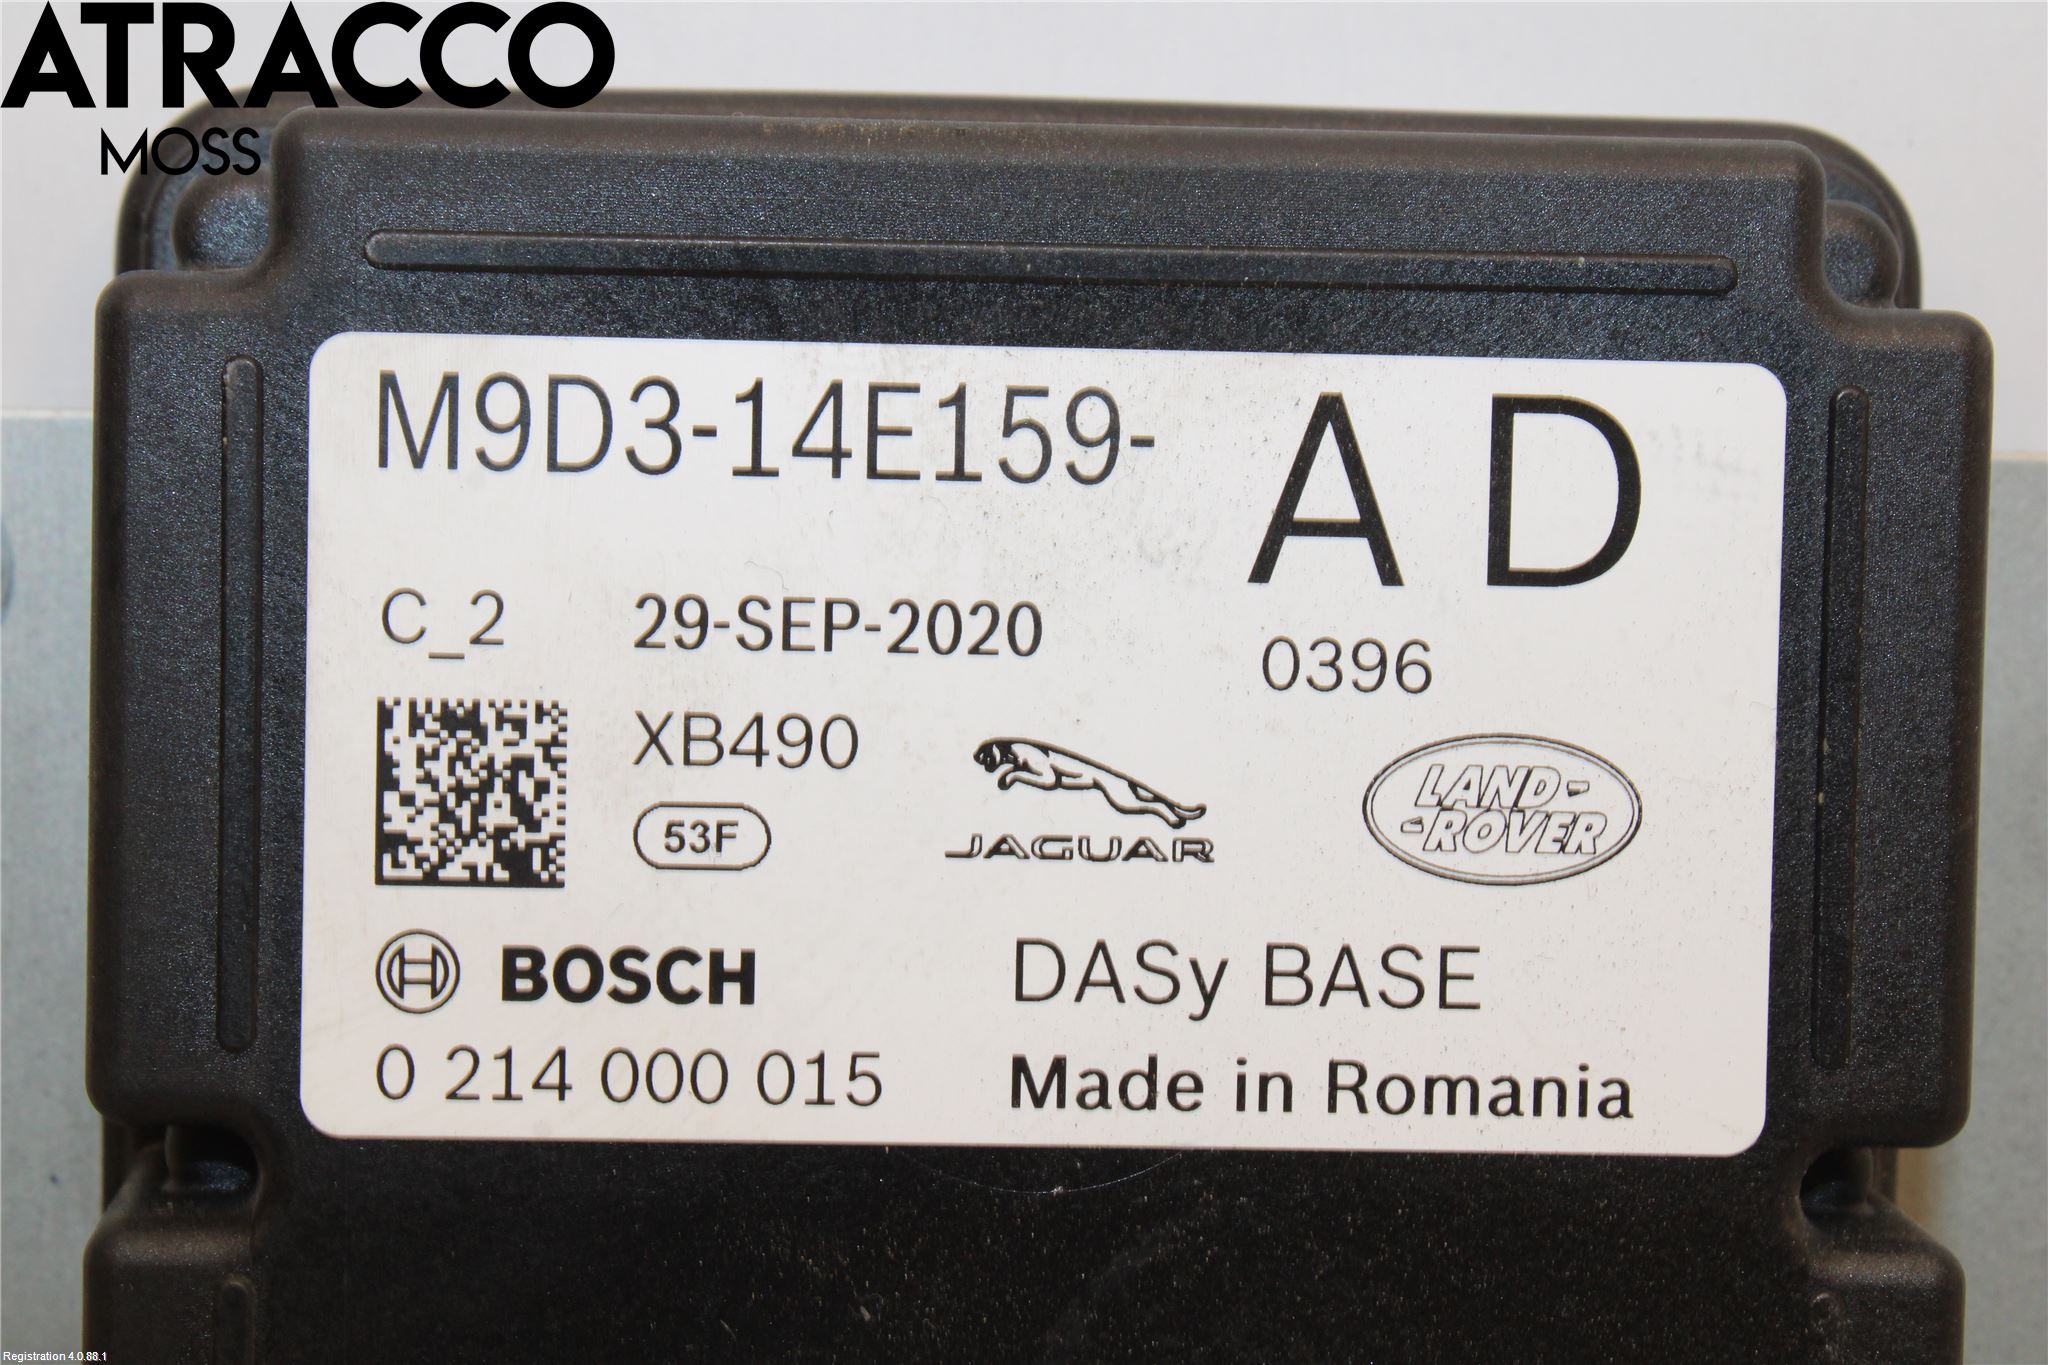 ATRACCO
MOSS
M9D3-14E159- AD
C_2 29-SEP-2020 0396
XB490
53F
JAGUAR
LAND-
-ROVER
BOSCH DASy BASE
0 214 000 015 Made in Romania
Registration 4.0.88.1